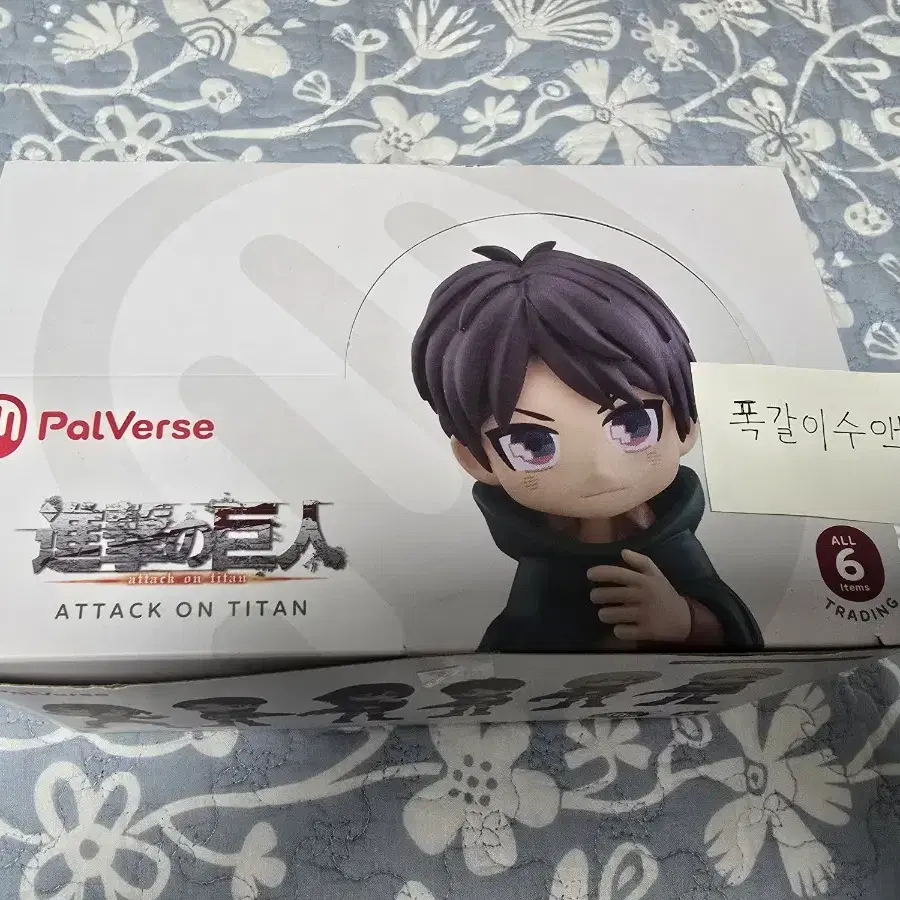 PalVerse
폭갈이수안
進撃の巨人
attack on titan
ATTACK ON TITAN
ALL
6
Items
TRADING